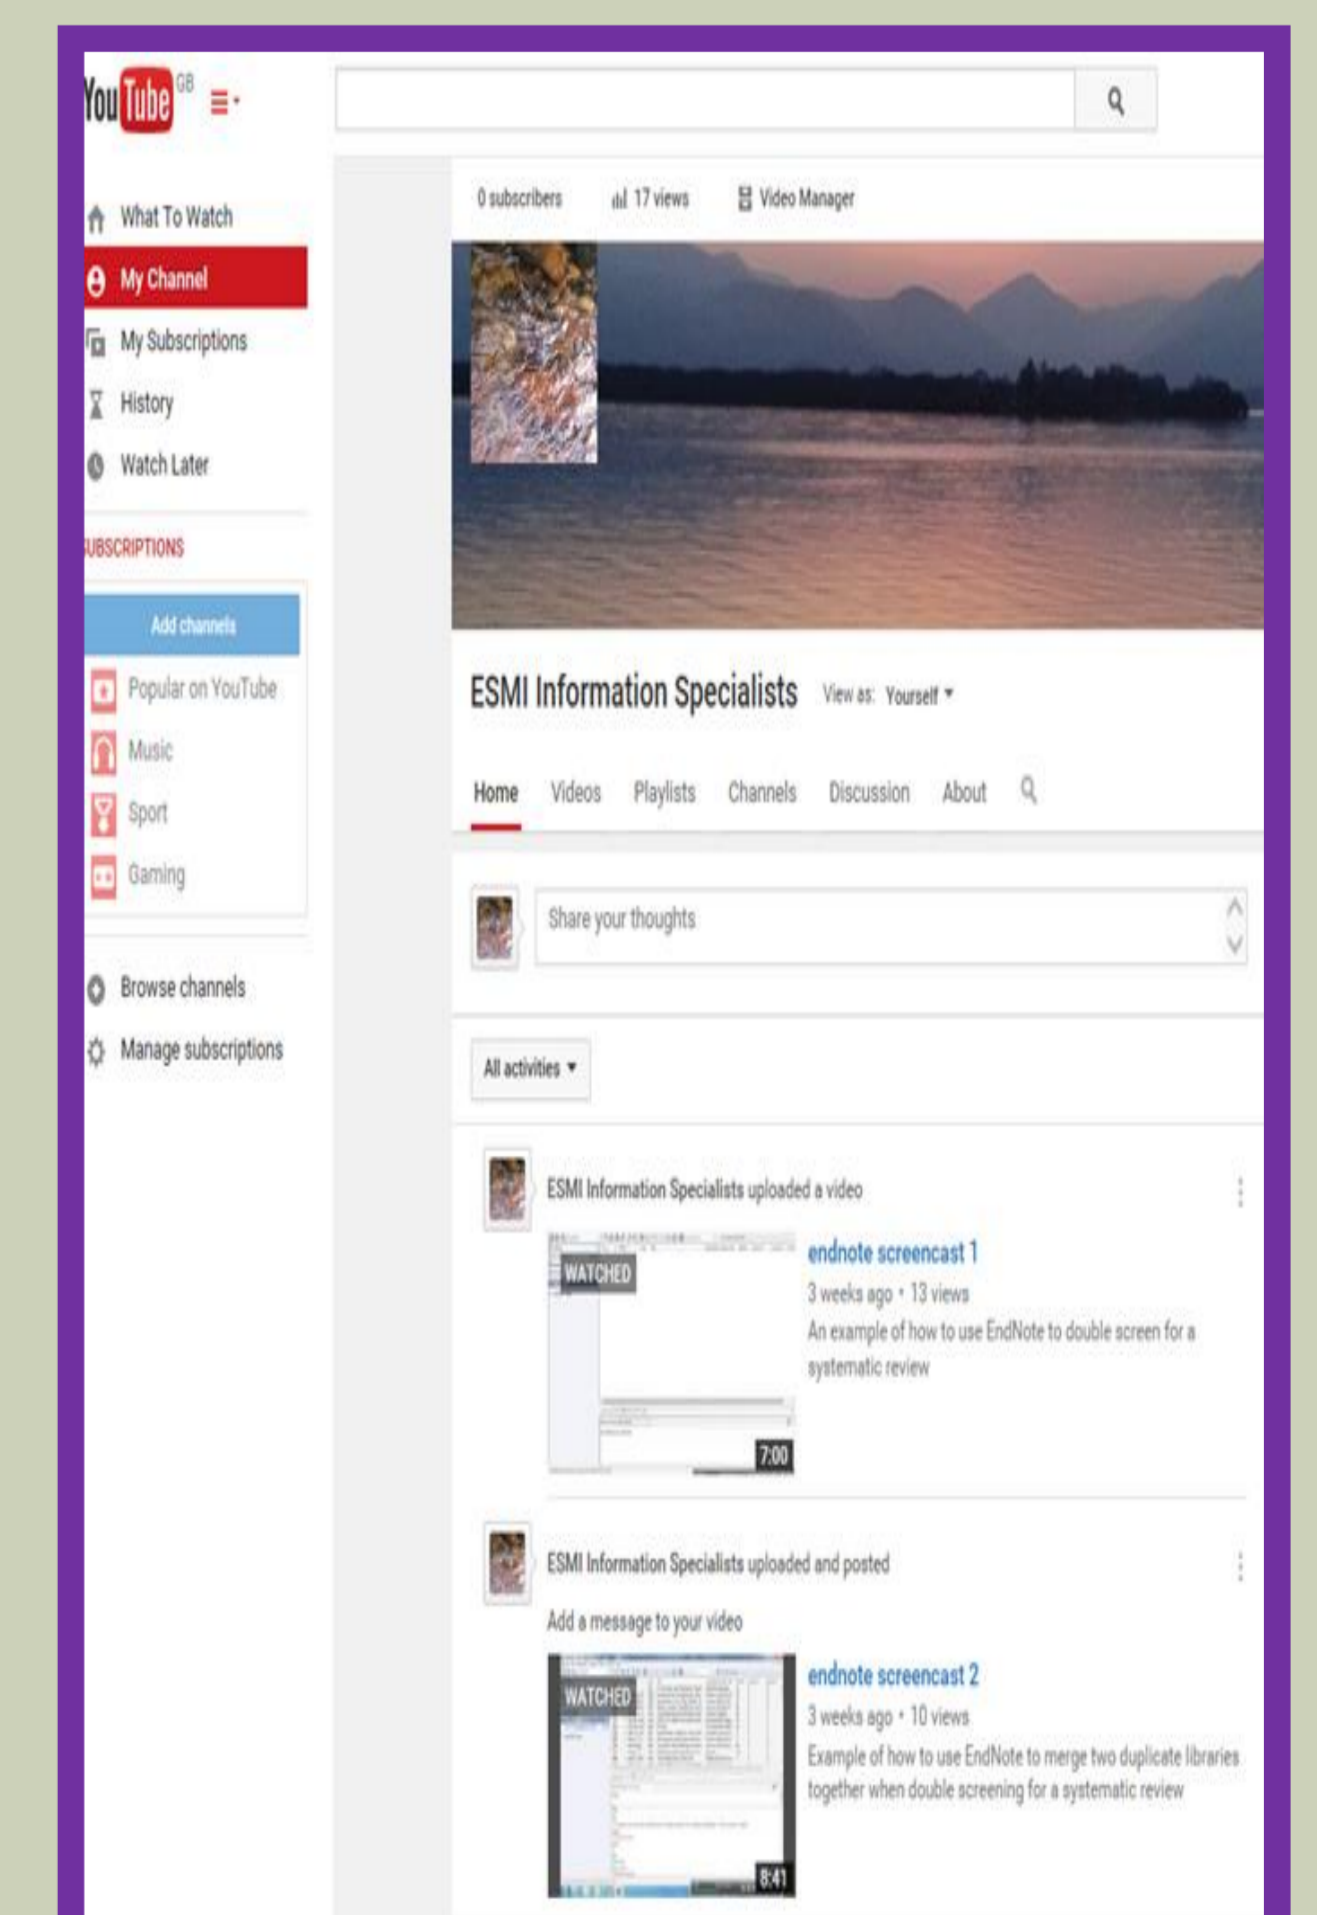 YouTube GB
What To Watch
My Channel
My Subscriptions
History
Watch Later
SUBSCRIPTIONS
Add channels
Popular on YouTube
Music
Sport
Gaming
Browse channels
Manage subscriptions
0 subscribers 17 views Video Manager
ESMI Information Specialists View as: Yourself
Home Videos Playlists Channels Discussion About
Share your thoughts
All activities
ESMI Information Specialists uploaded a video
WATCHED
7:00
endnote screencast 1
3 weeks ago • 13 views
An example of how to use EndNote to double screen for a
systematic review
ESMI Information Specialists uploaded and posted
Add a message to your video
WATCHED
8:41
endnote screencast 2
3 weeks ago • 10 views
Example of how to use EndNote to merge two duplicate libraries
together when double screening for a systematic review